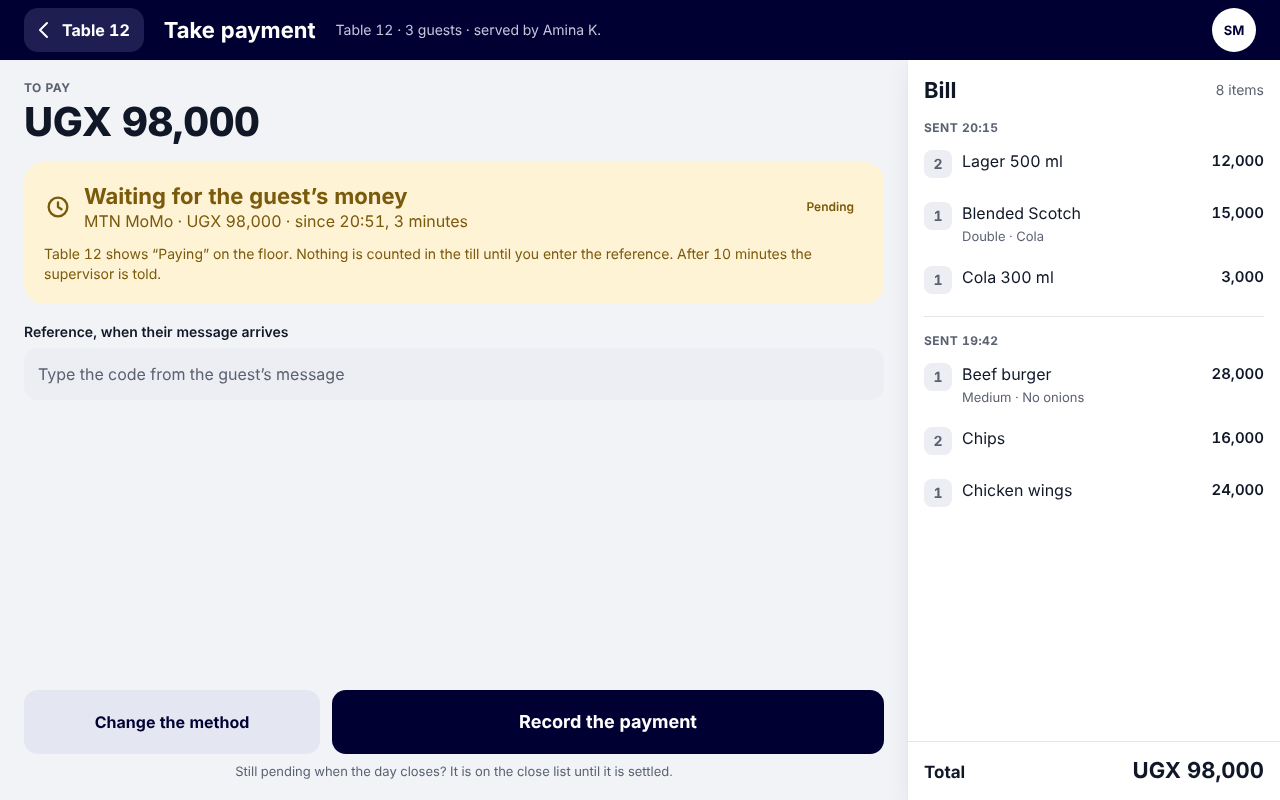 Table 12
Take payment
Table 12 · 3 guests · served by Amina K.
SM
TO PAY
UGX 98,000
Waiting for the guest’s money
MTN MoMo · UGX 98,000 · since 20:51, 3 minutes
Pending
Table 12 shows “Paying” on the floor. Nothing is counted in the till until you enter the reference. After 10 minutes the
supervisor is told.
Reference, when their message arrives
Type the code from the guest’s message
Change the method
Record the payment
Still pending when the day closes? It is on the close list until it is settled.
Bill
8 items
SENT 20:15
2 Lager 500 ml 12,000
1 Blended Scotch 15,000
Double · Cola
1 Cola 300 ml 3,000
SENT 19:42
1 Beef burger 28,000
Medium · No onions
2 Chips 16,000
1 Chicken wings 24,000
Total UGX 98,000